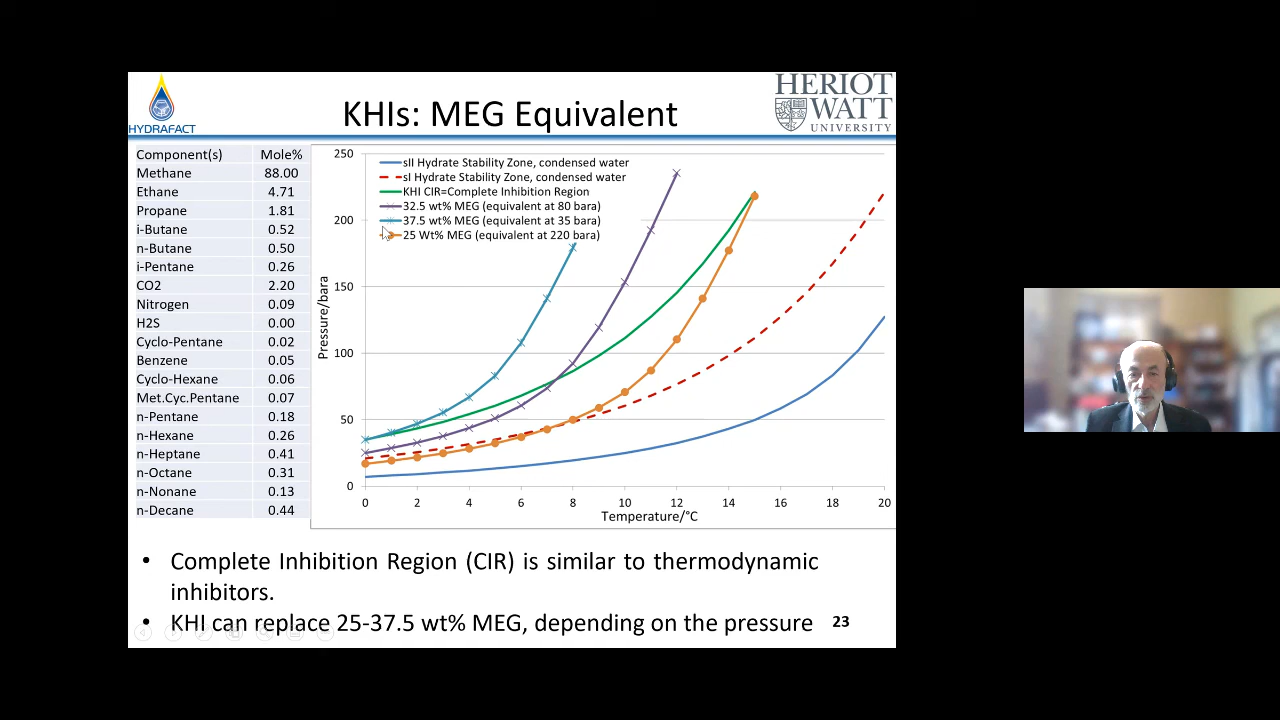 HYDRAFACT
KHIs: MEG Equivalent
HERIOT
WATT
UNIVERSITY
Component(s) Mole%
Methane 88.00
Ethane 4.71
Propane 1.81
i-Butane 0.52
n-Butane 0.50
i-Pentane 0.26
CO2 2.20
Nitrogen 0.09
H2S 0.00
Cyclo-Pentane 0.02
Benzene 0.05
Cyclo-Hexane 0.06
Met.Cyc.Pentane 0.07
n-Pentane 0.18
n-Hexane 0.26
n-Heptane 0.41
n-Octane 0.31
n-Nonane 0.13
n-Decane 0.44
Pressure/bara
250
200
150
100
50
0
sII Hydrate Stability Zone, condensed water
sI Hydrate Stability Zone, condensed water
KHI CIR=Complete Inhibition Region
32.5 wt% MEG (equivalent at 80 bara)
37.5 wt% MEG (equivalent at 35 bara)
25 Wt% MEG (equivalent at 220 bara)
0 2 4 6 8 10 12 14 16 18 20
Temperature/°C
• Complete Inhibition Region (CIR) is similar to thermodynamic
inhibitors.
• KHI can replace 25-37.5 wt% MEG, depending on the pressure
23